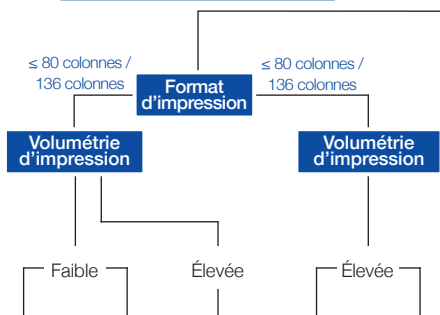 ≤ 80 colonnes /
136 colonnes
≤ 80 colonnes /
136 colonnes
Format
d'impression
Volumétrie
d'impression
Volumétrie
d'impression
Faible
Élevée
Élevée